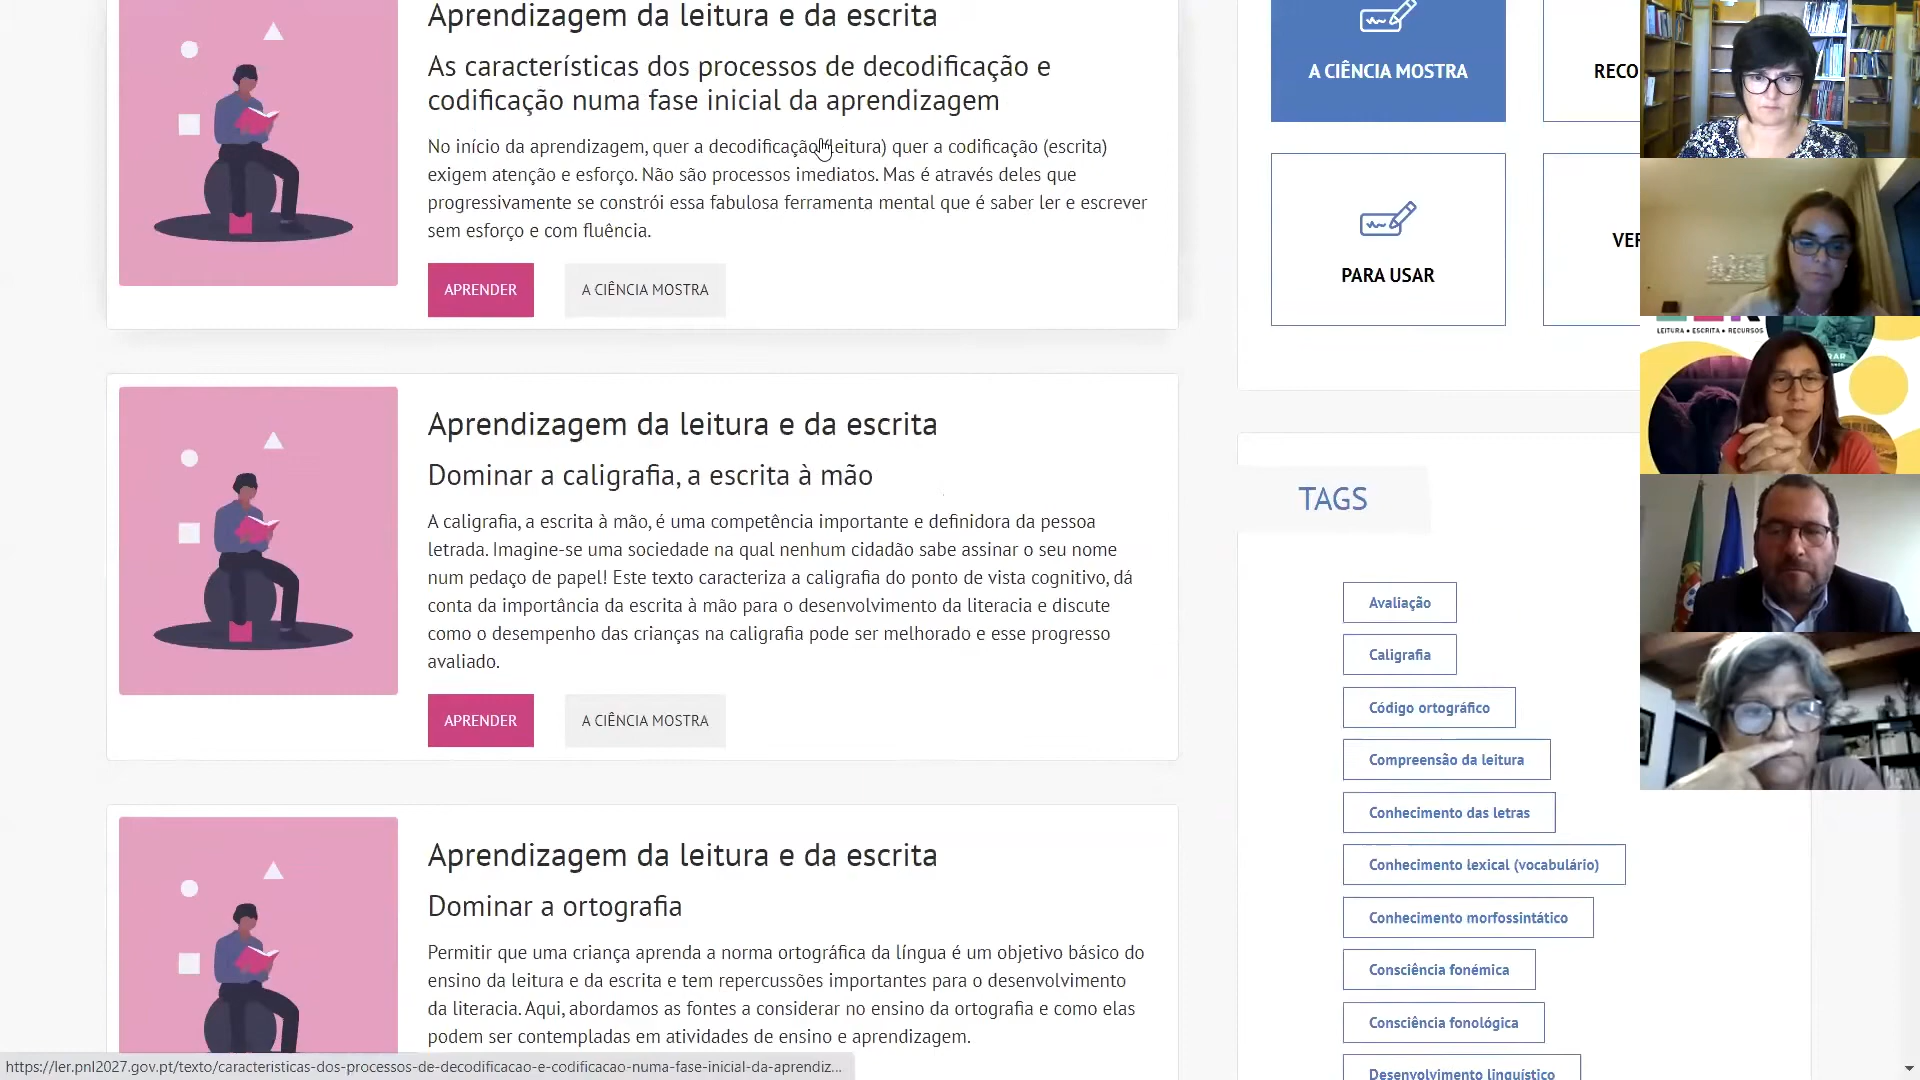 Aprendizagem da leitura e da escrita
As características dos processos de decodificação e
codificação numa fase inicial da aprendizagem
No início da aprendizagem, quer a decodificação leitura) quer a codificação (escrita)
exigem atenção e esforço. Não são processos imediatos. Mas é através deles que
progressivamente se constrói essa fabulosa ferramenta mental que é saber ler e escrever
sem esforço e com fluência.
APRENDER
A CIÊNCIA MOSTRA
Aprendizagem da leitura e da escrita
Dominar a caligrafia, a escrita à mão
A caligrafia, a escrita à mão, é uma competência importante e definidora da pessoa
letrada. Imagine-se uma sociedade na qual nenhum cidadão sabe assinar o seu nome
num pedaço de papel! Este texto caracteriza a caligrafia do ponto de vista cognitivo, dá
conta da importância da escrita à mão para o desenvolvimento da literacia e discute
como o desempenho das crianças na caligrafia pode ser melhorado e esse progresso
avaliado.
APRENDER
A CIÊNCIA MOSTRA
Aprendizagem da leitura e da escrita
Dominar a ortografia
Permitir que uma criança aprenda a norma ortográfica da língua é um objetivo básico do
ensino da leitura e da escrita e tem repercussões importantes para o desenvolvimento
da literacia. Aqui, abordamos as fontes a considerar no ensino da ortografia e como elas
podem ser contempladas em atividades de ensino e aprendizagem.
https://ler.pnl2027.gov.pt/texto/caracteristicas-dos-processos-de-decodificacao-e-codificacao-numa-fase-inicial-da-aprendiz...
A CIÊNCIA MOSTRA
RECO
PARA USAR
VER
TAGS
Avaliação
Caligrafia
Código ortográfico
Compreensão da leitura
Conhecimento das letras
Conhecimento lexical (vocabulário)
Conhecimento morfossintático
Consciência fonémica
Consciência fonológica
Desenvolvimento linguístico
LEITURA • ESCRITA • RECURSOS